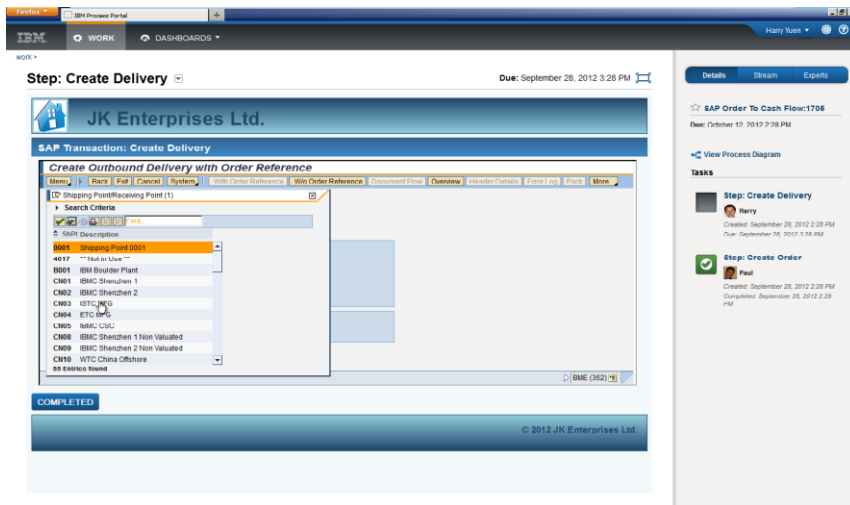 Firefox
IBM Process Portal
+
IBM
WORK
DASHBOARDS
Harry Yuen
work >
Step: Create Delivery
Due: September 28, 2012 3:28 PM
JK Enterprises Ltd.
SAP Transaction: Create Delivery
Create Outbound Delivery with Order Reference
Menu Back Exit Cancel System With Order Reference W/o Order Reference Document Flow Overview Header Details Error Log Pack More
Shipping Point/Receiving Point (1)
Search Criteria
Find...
ShPt Description
0001 Shipping Point 0001
4017 ** Not in Use **
B001 IBM Boulder Plant
CN01 IBMC Shenzhen 1
CN02 IBMC Shenzhen 2
CN03 ISTC MFG
CN04 ETC MFG
CN05 IBMC CSC
CN08 IBMC Shenzhen 1 Non Valuated
CN09 IBMC Shenzhen 2 Non Valuated
CN10 WTC China Offshore
55 Entries found
BME (362)
COMPLETED
© 2012 JK Enterprises Ltd.
Details Stream Experts
SAP Order To Cash Flow:1705
Due: October 12, 2012 2:28 PM
View Process Diagram
Tasks
Step: Create Delivery
Harry
Created: September 28, 2012 2:28 PM
Due: September 28, 2012 3:28 PM
Step: Create Order
Paul
Created: September 28, 2012 2:28 PM
Completed: September 28, 2012 2:28
PM